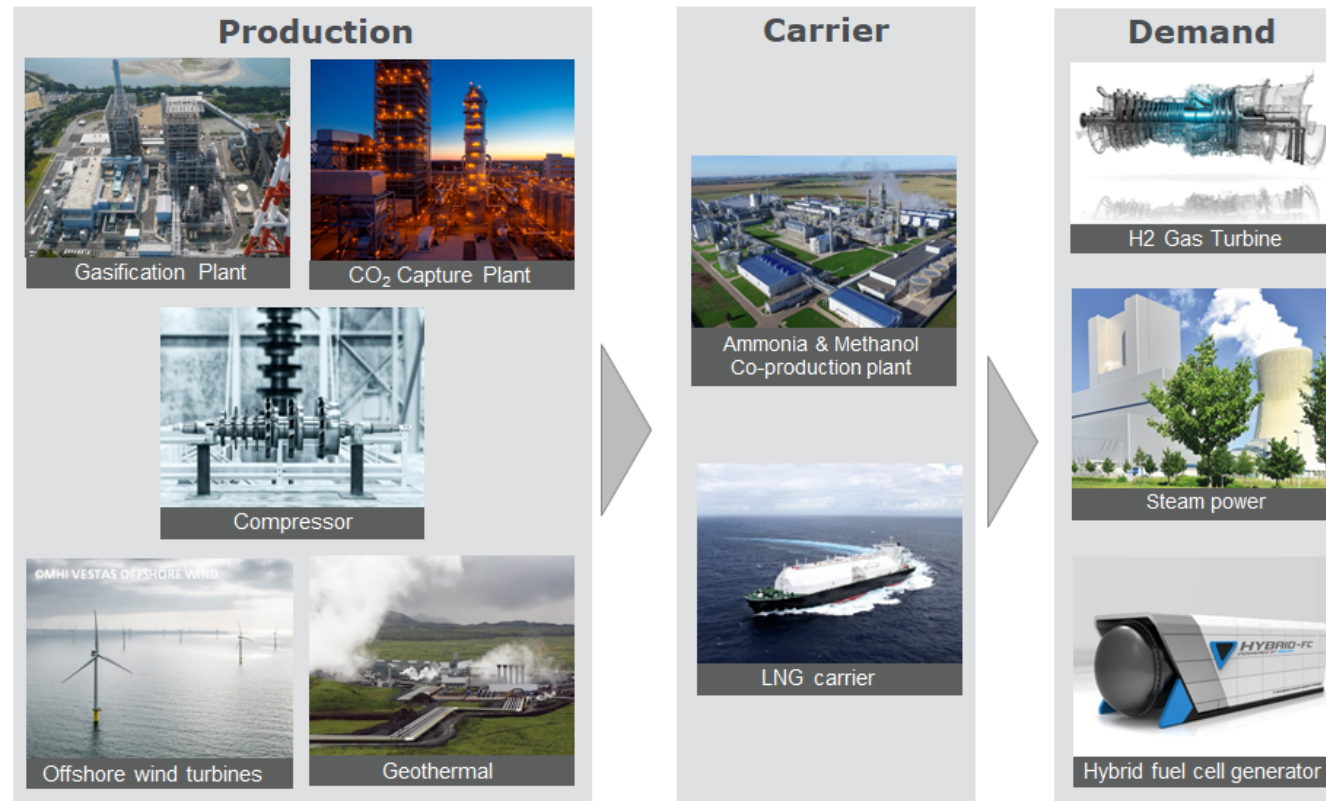 Production
Gasification Plant
CO₂ Capture Plant
Compressor
©MHI VESTAS OFFSHORE WIND
Offshore wind turbines
Geothermal
Carrier
Ammonia & Methanol
Co-production plant
LNG carrier
Demand
H2 Gas Turbine
Steam power
HYBRID-FC
Hybrid fuel cell generator